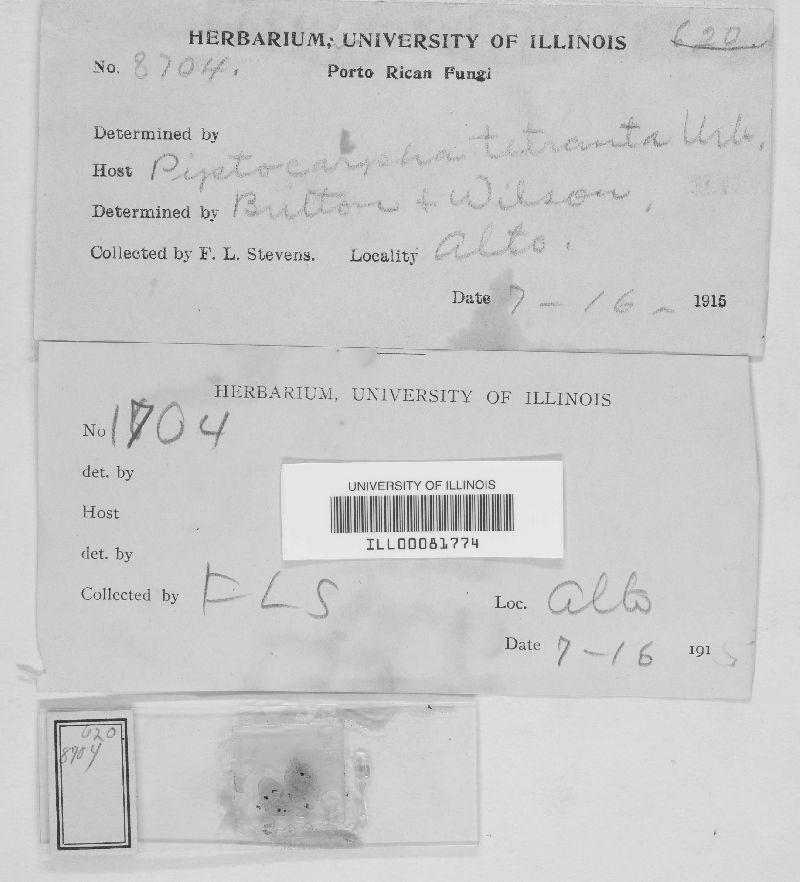 HERBARIUM, UNIVERSITY OF ILLINOIS 620
No. 8704. Porto Rican Fungi
Determined by
Host Piptocarpha tetranta Urb.
Determined by Britton & Wilson.
Collected by F. L. Stevens. Locality Alto.
Date 7-16- 1915
HERBARIUM, UNIVERSITY OF ILLINOIS
No 1704
det. by
UNIVERSITY OF ILLINOIS
Host
ILL00081774
det. by
Collected by FLS Loc. Alto
Date 7-16 1915
620
8704